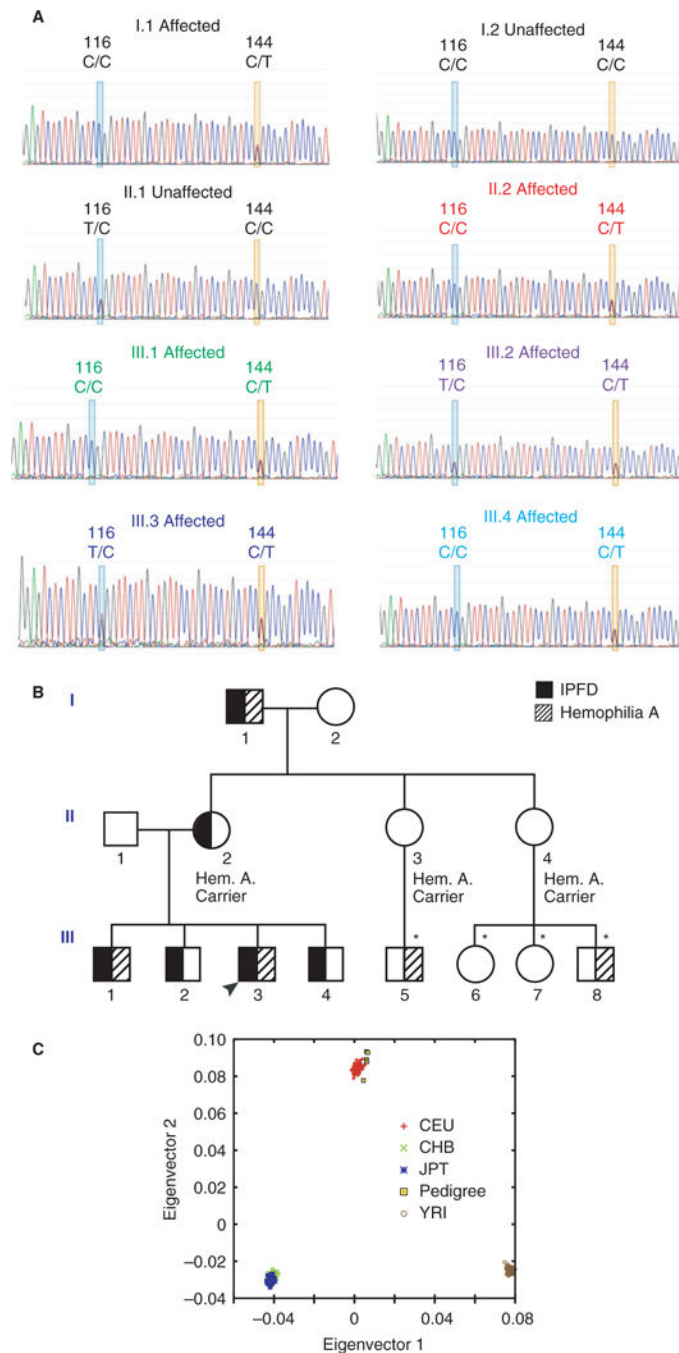 A
I.1 Affected
116 144
C/C C/T
I.2 Unaffected
116 144
C/C C/C
II.1 Unaffected
116 144
T/C C/C
II.2 Affected
116 144
C/C C/T
III.1 Affected
116 144
C/C C/T
III.2 Affected
116 144
T/C C/T
III.3 Affected
116 144
T/C C/T
III.4 Affected
116 144
C/C C/T
B
I
1 2
IPFD
Hemophilia A
II
1 2 3 4
Hem. A. Hem. A. Hem. A.
Carrier Carrier Carrier
III
* * * *
1 2 3 4 5 6 7 8
C
0.10
0.08
0.06
0.04
0.02
0
−0.02
−0.04
Eigenvector 2
CEU
CHB
JPT
Pedigree
YRI
−0.04 0 0.04 0.08
Eigenvector 1